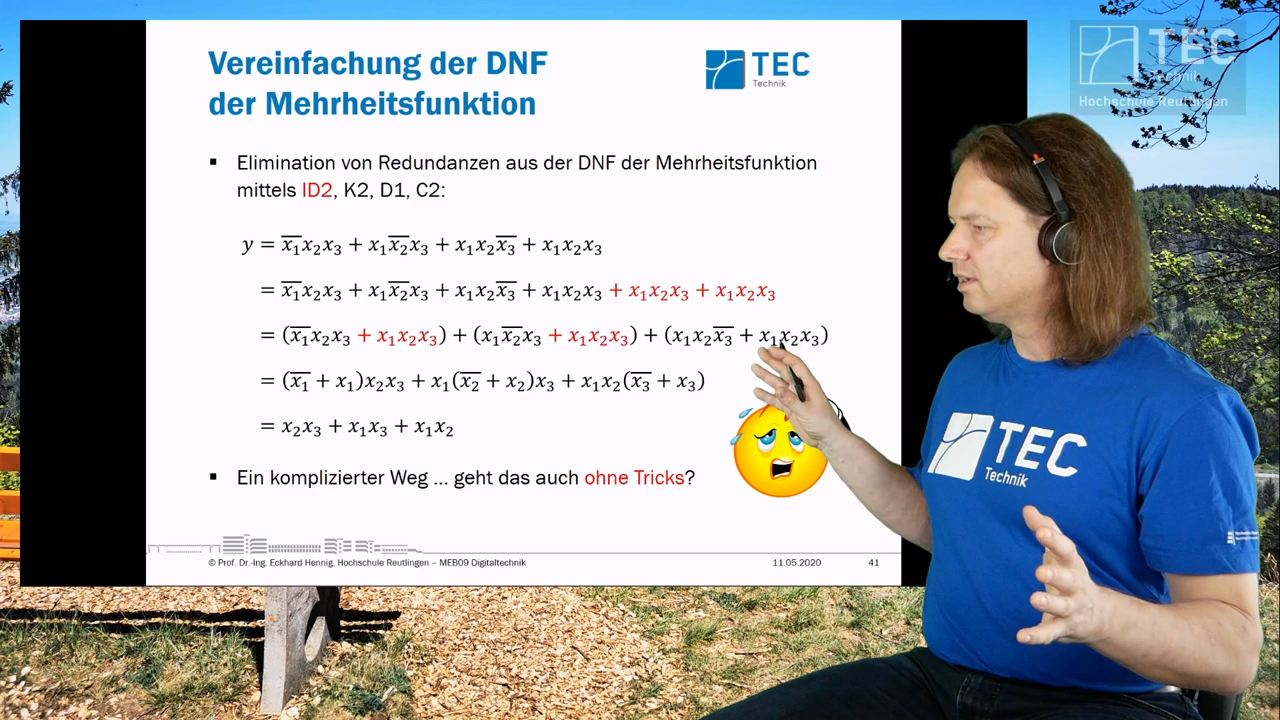 Vereinfachung der DNF
der Mehrheitsfunktion
TEC
Technik
▪ Elimination von Redundanzen aus der DNF der Mehrheitsfunktion
mittels ID2, K2, D1, C2:
y = x̅₁x₂x₃ + x₁x̅₂x₃ + x₁x₂x̅₃ + x₁x₂x₃
= x̅₁x₂x₃ + x₁x̅₂x₃ + x₁x₂x̅₃ + x₁x₂x₃ + x₁x₂x₃ + x₁x₂x₃
= (x̅₁x₂x₃ + x₁x₂x₃) + (x₁x̅₂x₃ + x₁x₂x₃) + (x₁x₂x̅₃ + x₁x₂x₃)
= (x̅₁ + x₁)x₂x₃ + x₁(x̅₂ + x₂)x₃ + x₁x₂(x̅₃ + x₃)
= x₂x₃ + x₁x₃ + x₁x₂
▪ Ein komplizierter Weg ... geht das auch ohne Tricks?
© Prof. Dr.-Ing. Eckhard Hennig, Hochschule Reutlingen – MEB09 Digitaltechnik 11.05.2020 41
TEC
Technik
Hochschule Reutlingen
TEC
Technik